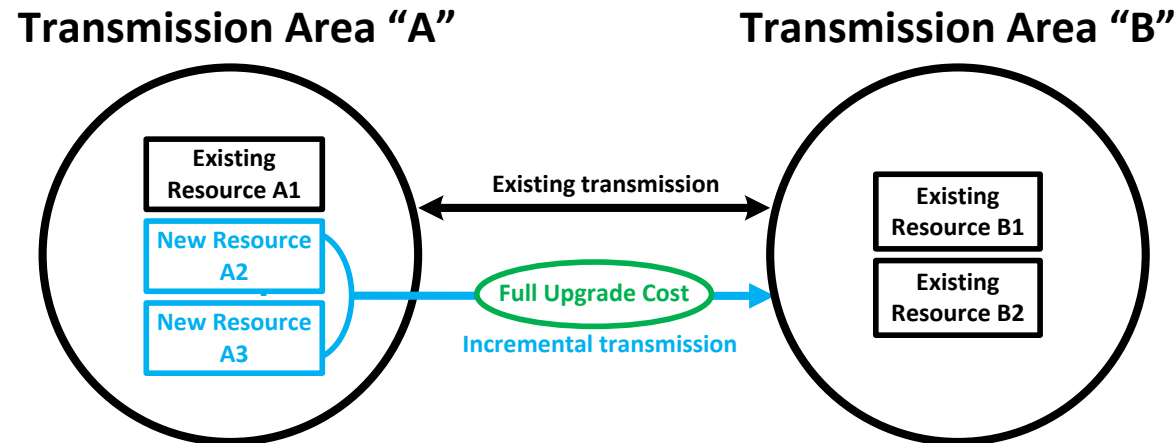 Transmission Area “A”
Transmission Area “B”
Existing
Resource A1
Existing transmission
Existing
Resource B1
New Resource
A2
Full Upgrade Cost
Existing
Resource B2
New Resource
A3
Incremental transmission